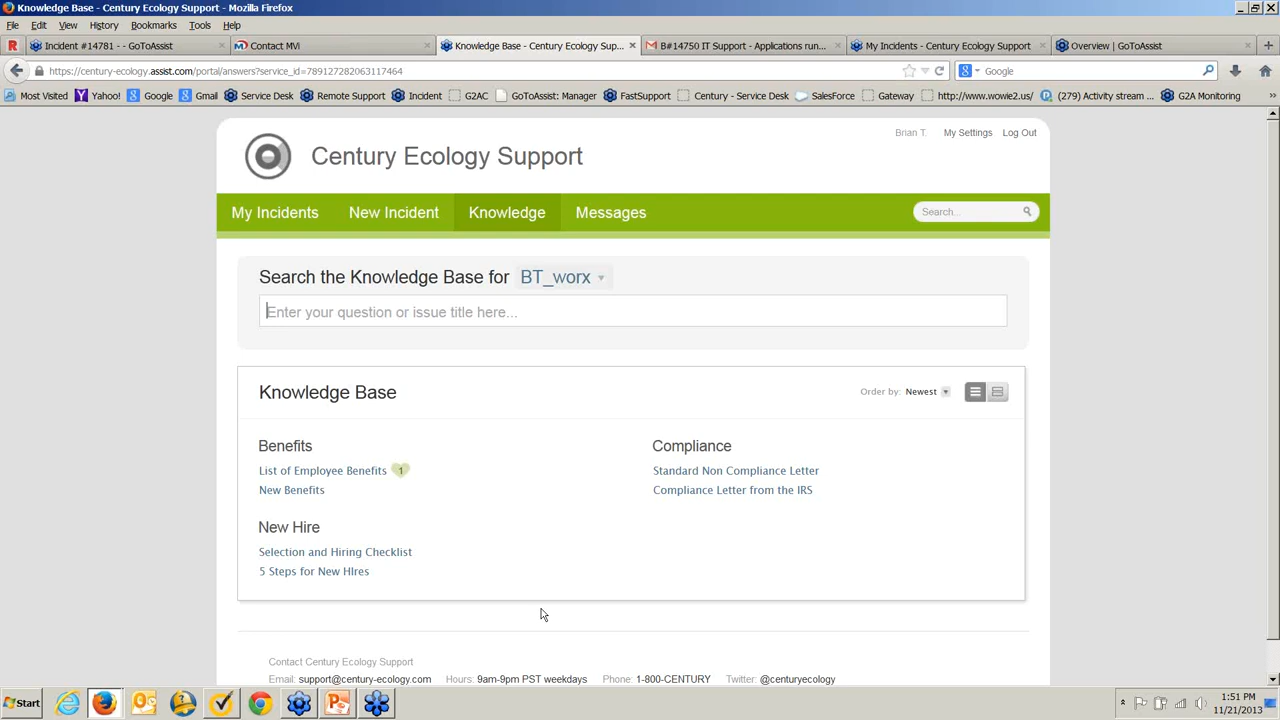 Knowledge Base - Century Ecology Support - Mozilla Firefox
File Edit View History Bookmarks Tools Help
R Incident #14781 - - GoToAssist Contact MVi Knowledge Base - Century Ecology Sup... B#14750 IT Support - Applications run... My Incidents - Century Ecology Support Overview | GoToAssist
https://century-ecology.assist.com/portal/answers?service_id=789127282063117464 Google
Most Visited Yahoo! Google Gmail Service Desk Remote Support Incident G2AC GoToAssist: Manager FastSupport Century - Service Desk SalesForce Gateway http://www.wowie2.us/ (279) Activity stream ... G2A Monitoring »
Brian T. My Settings Log Out
Century Ecology Support
My Incidents New Incident Knowledge Messages Search...
Search the Knowledge Base for BT_worx
Enter your question or issue title here...
Knowledge Base Order by: Newest
Benefits
List of Employee Benefits 1
New Benefits
Compliance
Standard Non Compliance Letter
Compliance Letter from the IRS
New Hire
Selection and Hiring Checklist
5 Steps for New HIres
Contact Century Ecology Support
Email: support@century-ecology.com Hours: 9am-9pm PST weekdays Phone: 1-800-CENTURY Twitter: @centuryecology
Start
1:51 PM
11/21/2013